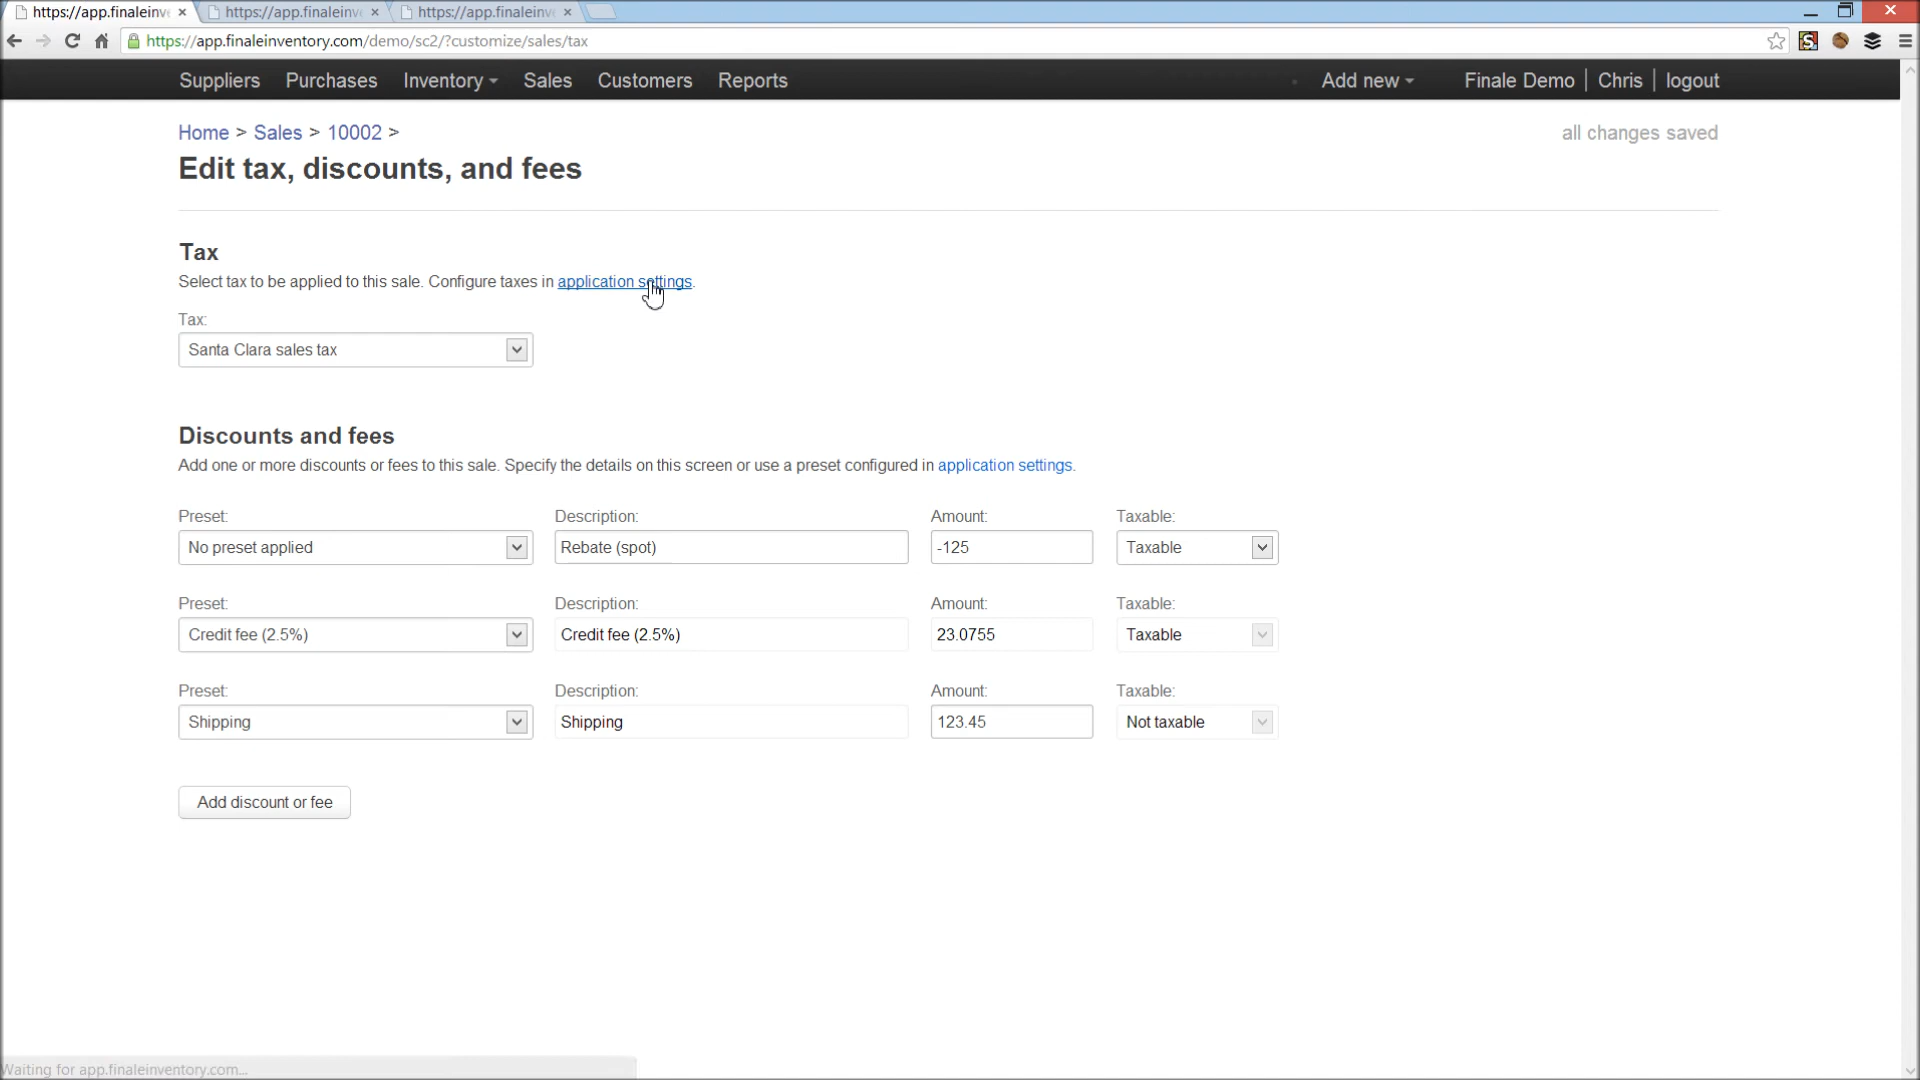 https://app.finaleinve
https://app.finaleinve
https://app.finaleinve
https://app.finaleinventory.com/demo/sc2/?customize/sales/tax
Suppliers Purchases Inventory Sales Customers Reports Add new Finale Demo | Chris | logout
Home > Sales > 10002 >
all changes saved
Edit tax, discounts, and fees
Tax
Select tax to be applied to this sale. Configure taxes in application settings.
Tax:
Santa Clara sales tax
Discounts and fees
Add one or more discounts or fees to this sale. Specify the details on this screen or use a preset configured in application settings.
Preset: Description: Amount: Taxable:
No preset applied Rebate (spot) -125 Taxable
Preset: Description: Amount: Taxable:
Credit fee (2.5%) Credit fee (2.5%) 23.0755 Taxable
Preset: Description: Amount: Taxable:
Shipping Shipping 123.45 Not taxable
Add discount or fee
Waiting for app.finaleinventory.com...